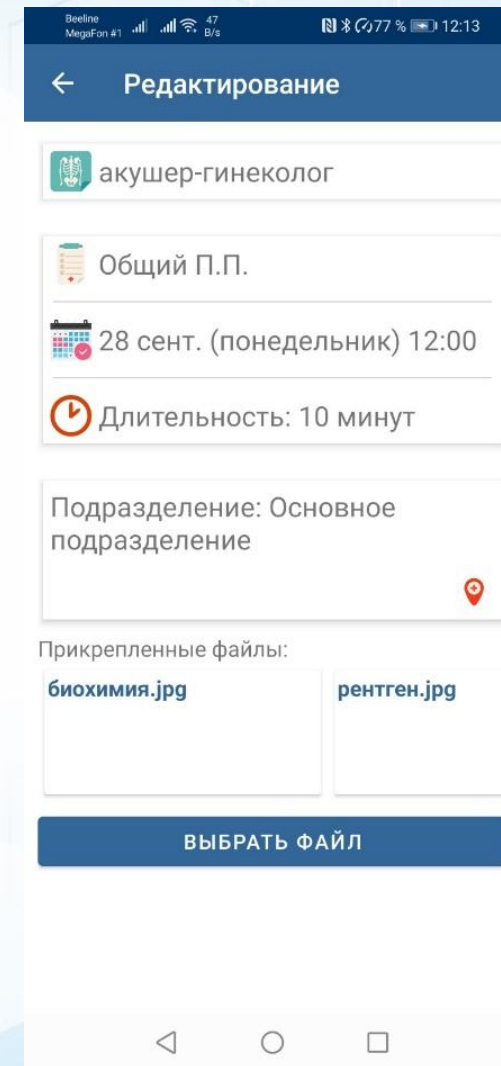 Beeline 47
MegaFon #1 B/s 77 % 12:13
Редактирование
акушер-гинеколог
Общий П.П.
28 сент. (понедельник) 12:00
Длительность: 10 минут
Подразделение: Основное
подразделение
Прикрепленные файлы:
биохимия.jpg рентген.jpg
ВЫБРАТЬ ФАЙЛ